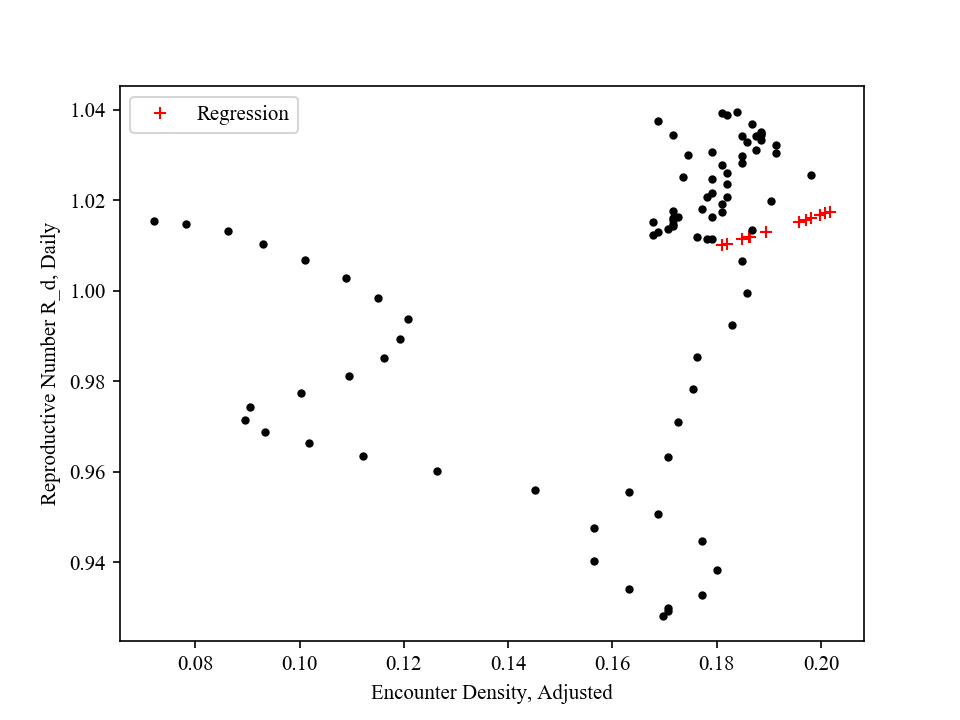 Regression
1.04
1.02
1.00
0.98
0.96
0.94
Reproductive Number R_d, Daily
0.08 0.10 0.12 0.14 0.16 0.18 0.20
Encounter Density, Adjusted